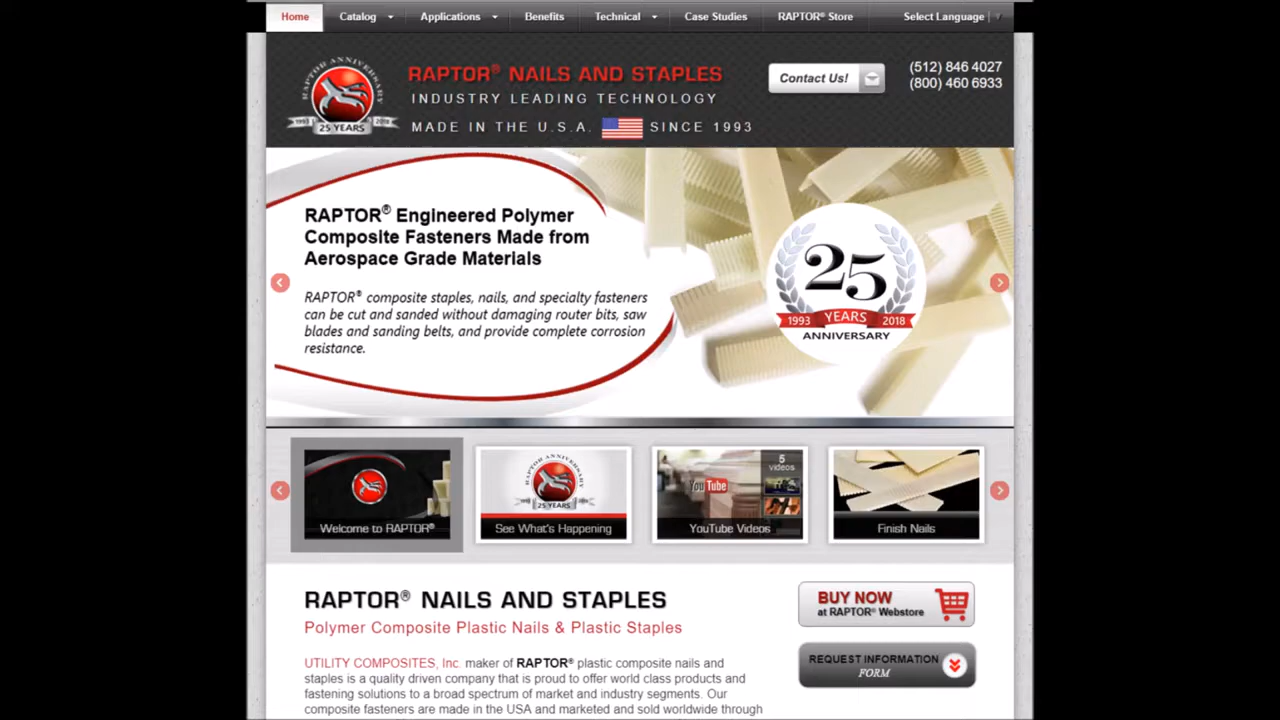 Home
Catalog
Applications
Benefits
Technical
Case Studies
RAPTOR® Store
Select Language
RAPTOR ANNIVERSARY
1993
2018
25 YEARS
RAPTOR® NAILS AND STAPLES
INDUSTRY LEADING TECHNOLOGY
MADE IN THE U.S.A. SINCE 1993
Contact Us!
(512) 846 4027
(800) 460 6933
RAPTOR® Engineered Polymer
Composite Fasteners Made from
Aerospace Grade Materials
RAPTOR® composite staples, nails, and specialty fasteners
can be cut and sanded without damaging router bits, saw
blades and sanding belts, and provide complete corrosion
resistance.
25
1993 YEARS 2018
ANNIVERSARY
Welcome to RAPTOR®
RAPTOR ANNIVERSARY
25 YEARS
See What's Happening
5
videos
YouTube
YouTube Videos
Finish Nails
RAPTOR® NAILS AND STAPLES
Polymer Composite Plastic Nails & Plastic Staples
UTILITY COMPOSITES, Inc. maker of RAPTOR® plastic composite nails and
staples is a quality driven company that is proud to offer world class products and
fastening solutions to a broad spectrum of market and industry segments. Our
composite fasteners are made in the USA and marketed and sold worldwide through
BUY NOW
at RAPTOR® Webstore
REQUEST INFORMATION
FORM